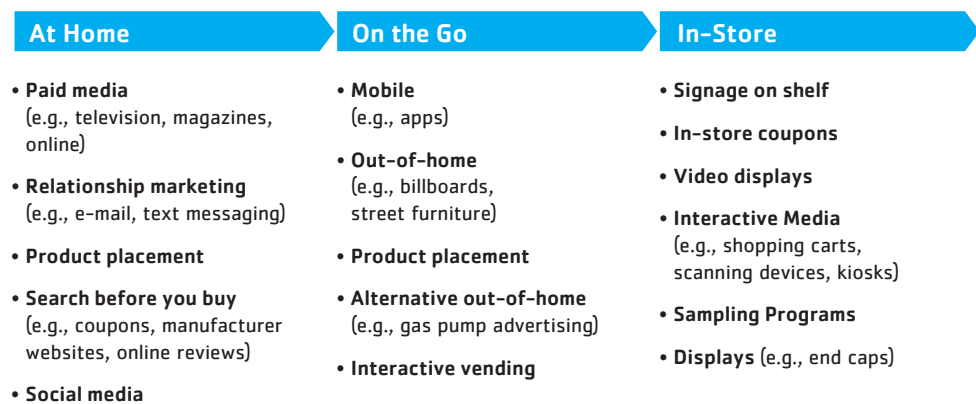 At Home
On the Go
In-Store
• Paid media
(e.g., television, magazines,
online)
• Relationship marketing
(e.g., e-mail, text messaging)
• Product placement
• Search before you buy
(e.g., coupons, manufacturer
websites, online reviews)
• Social media
• Mobile
(e.g., apps)
• Out-of-home
(e.g., billboards,
street furniture)
• Product placement
• Alternative out-of-home
(e.g., gas pump advertising)
• Interactive vending
• Signage on shelf
• In-store coupons
• Video displays
• Interactive Media
(e.g., shopping carts,
scanning devices, kiosks)
• Sampling Programs
• Displays (e.g., end caps)